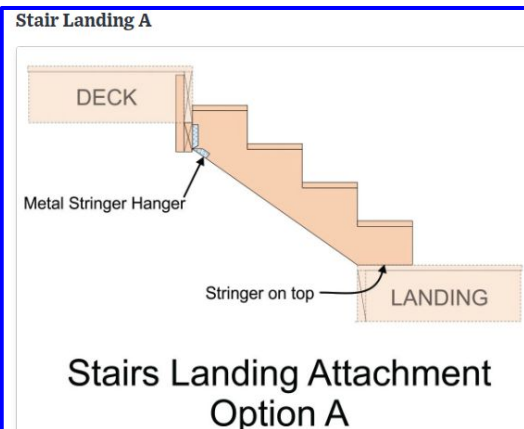 Stair Landing A
DECK
Metal Stringer Hanger
Stringer on top
LANDING
Stairs Landing Attachment
Option A